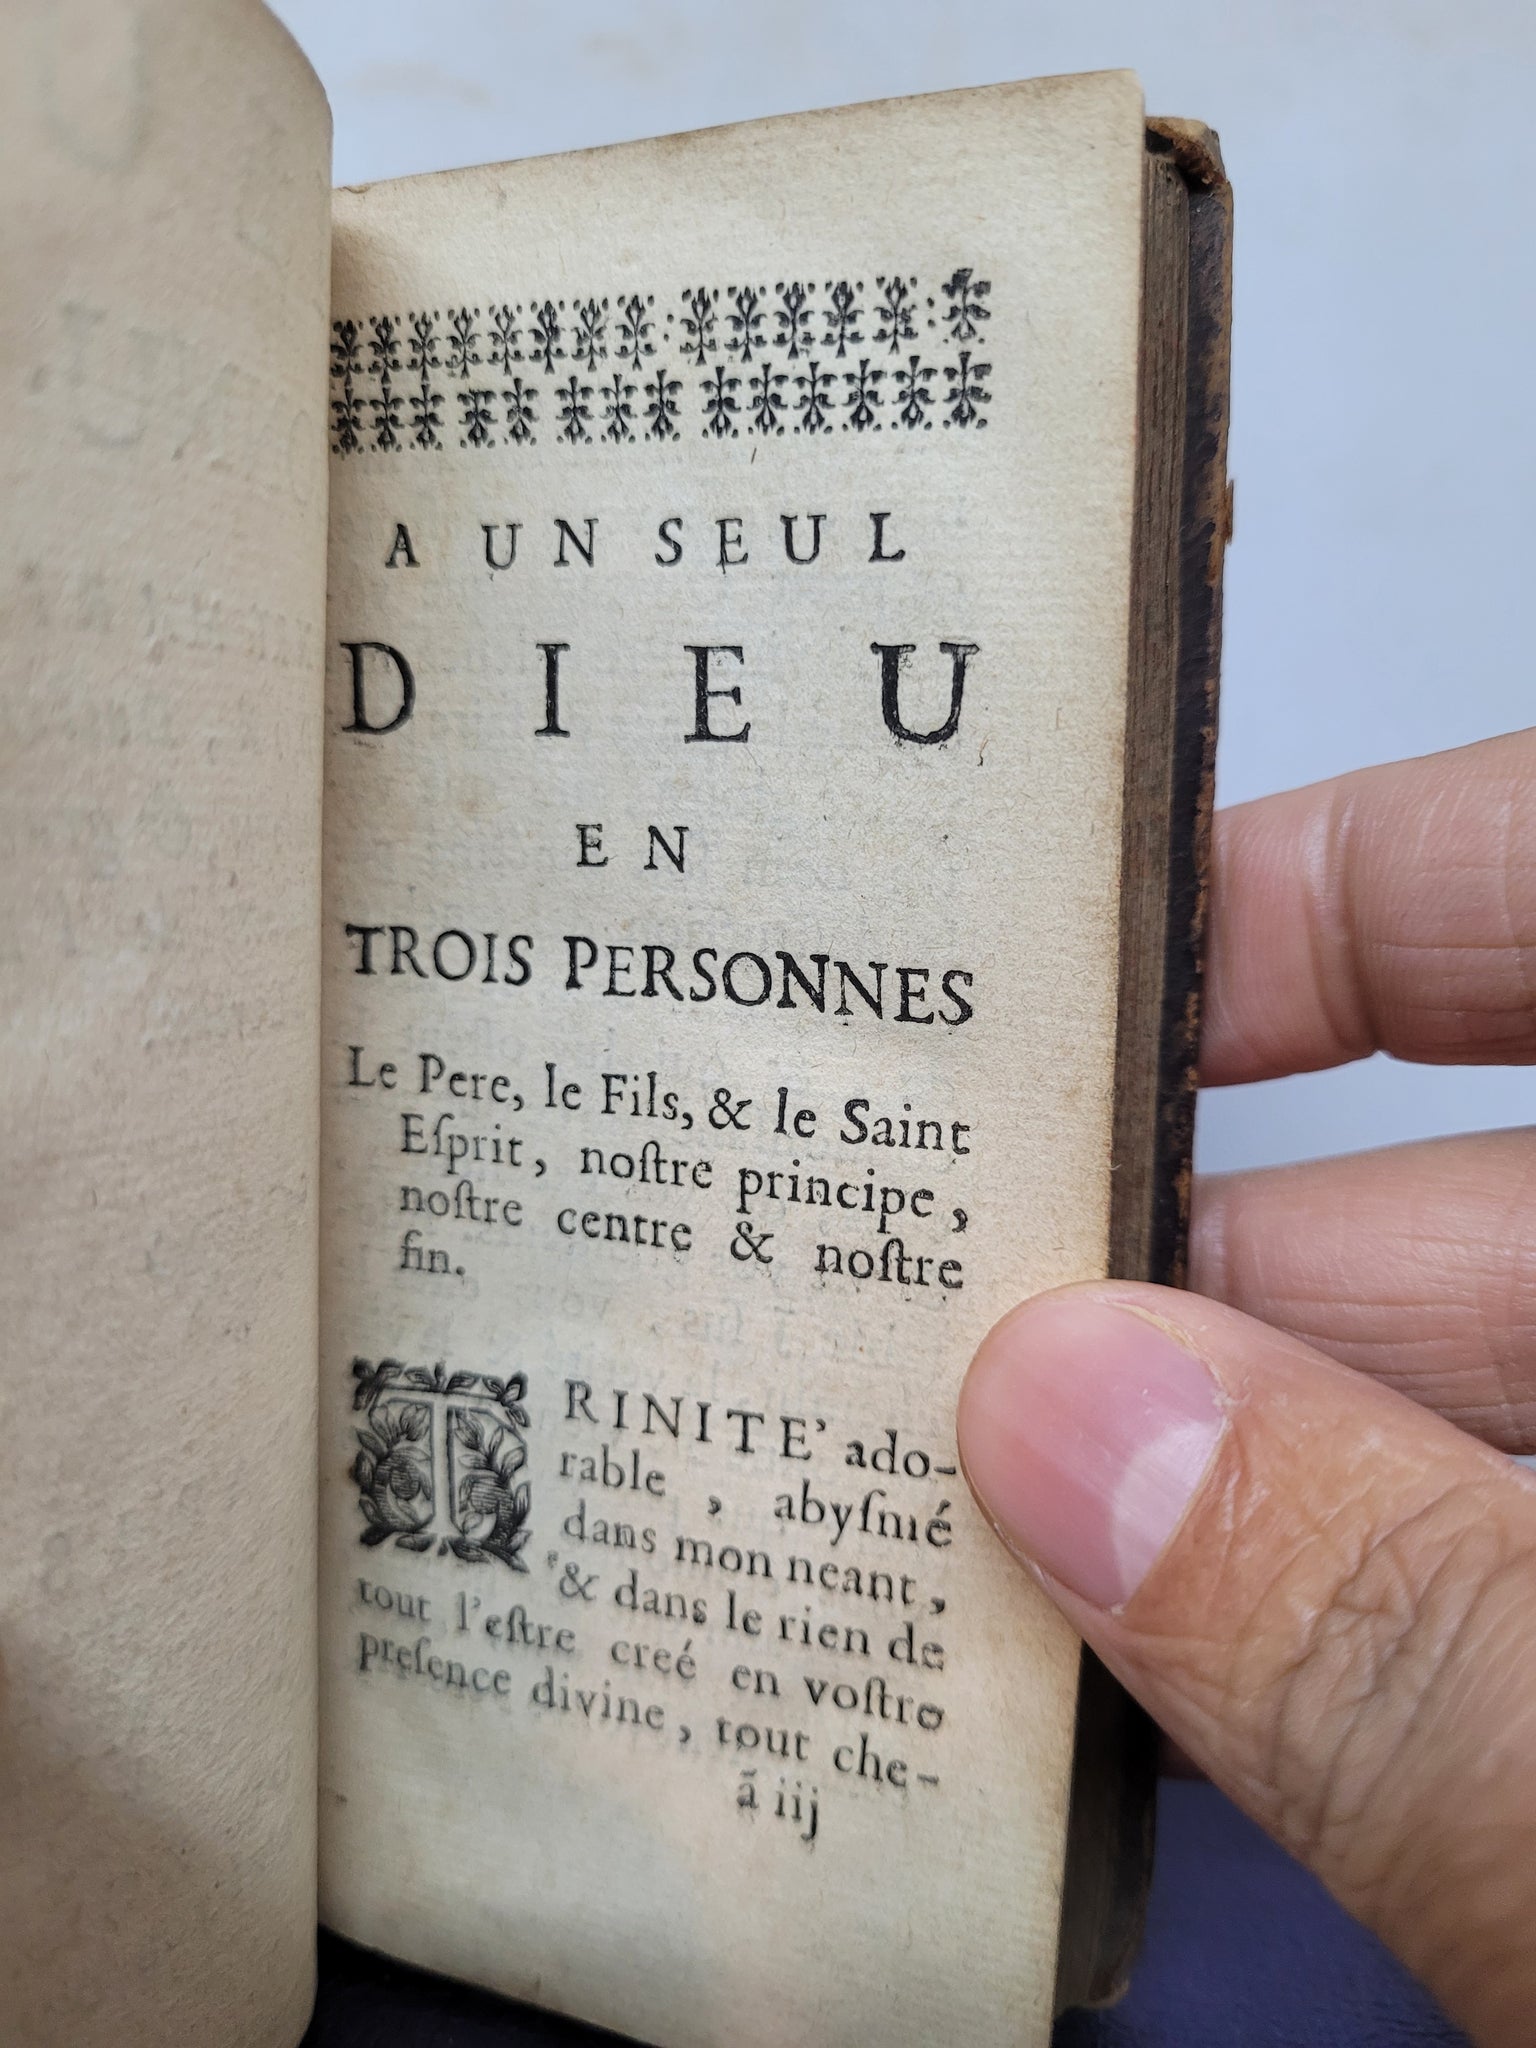 A UN SEUL
DIEU
EN
TROIS PERSONNES
Le Pere, le Fils, & le Saint
Eſprit, noſtre principe,
noſtre centre & noſtre
fin.
TRINITE' ado-
rable, abyſmé
dans mon neant,
& dans le rien de
tout l'eſtre creé en voſtre
preſence divine, tout che-
ã iij